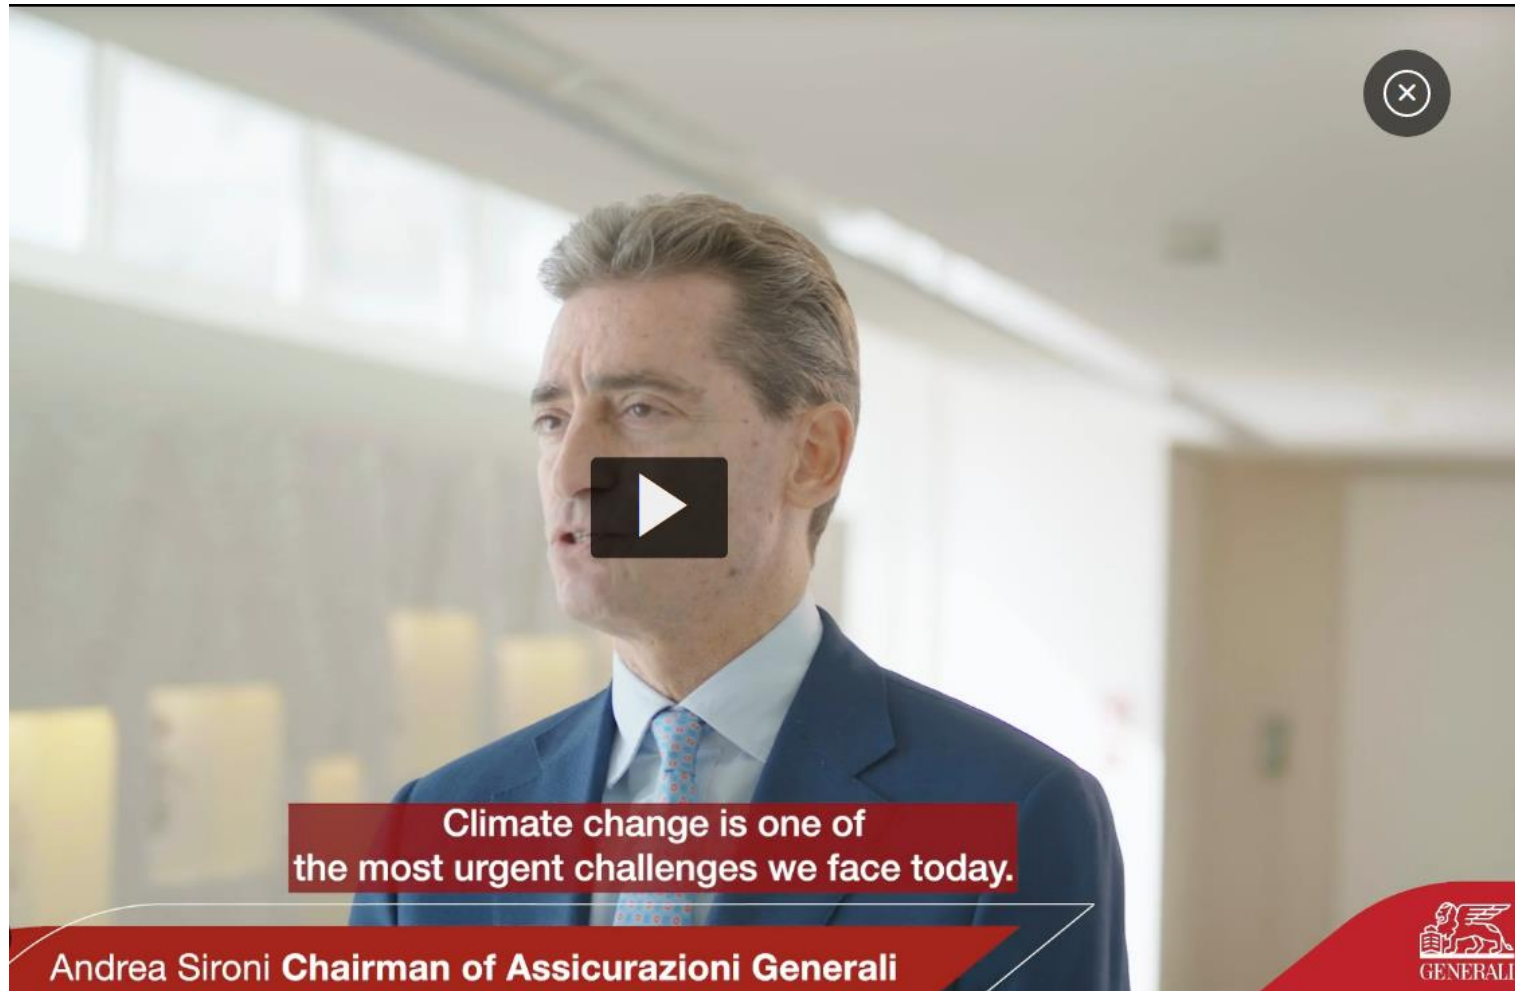 Climate change is one of
the most urgent challenges we face today.
Andrea Sironi Chairman of Assicurazioni Generali
GENERALI